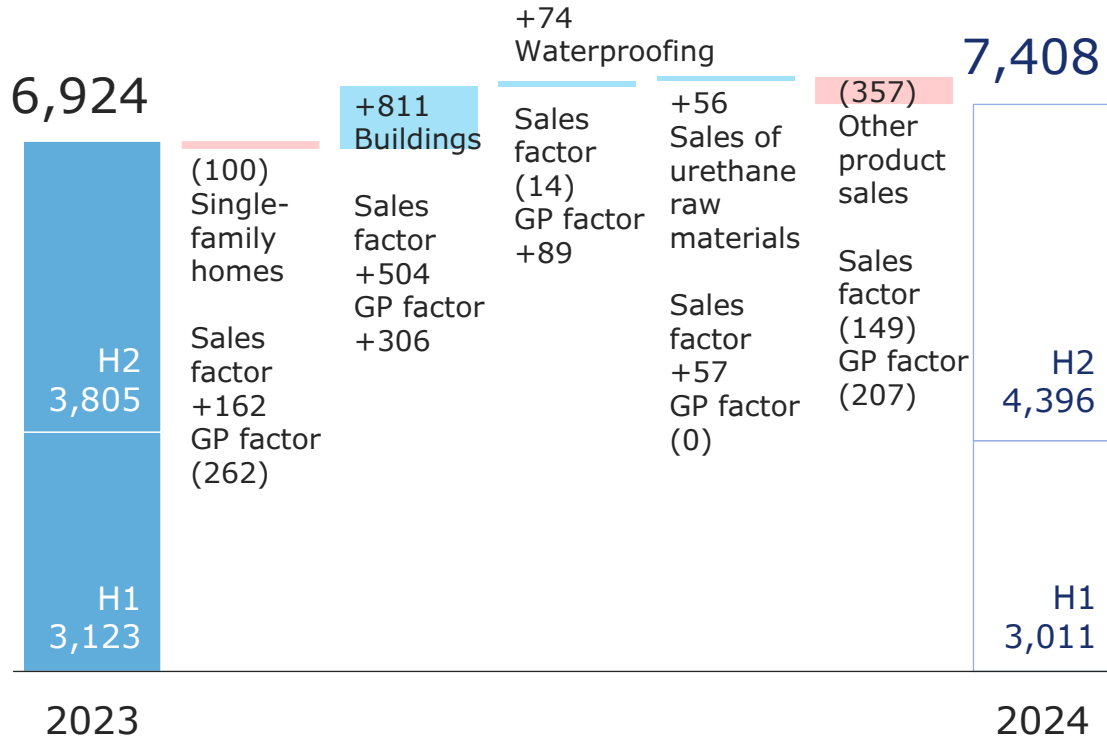 6,924
H2
3,805
H1
3,123
2023
(100)
Single-
family
homes
Sales
factor
+162
GP factor
(262)
+811
Buildings
Sales
factor
+504
GP factor
+306
+74
Waterproofing
Sales
factor
(14)
GP factor
+89
+56
Sales of
urethane
raw
materials
Sales
factor
+57
GP factor
(0)
(357)
Other
product
sales
Sales
factor
(149)
GP factor
(207)
7,408
H2
4,396
H1
3,011
2024